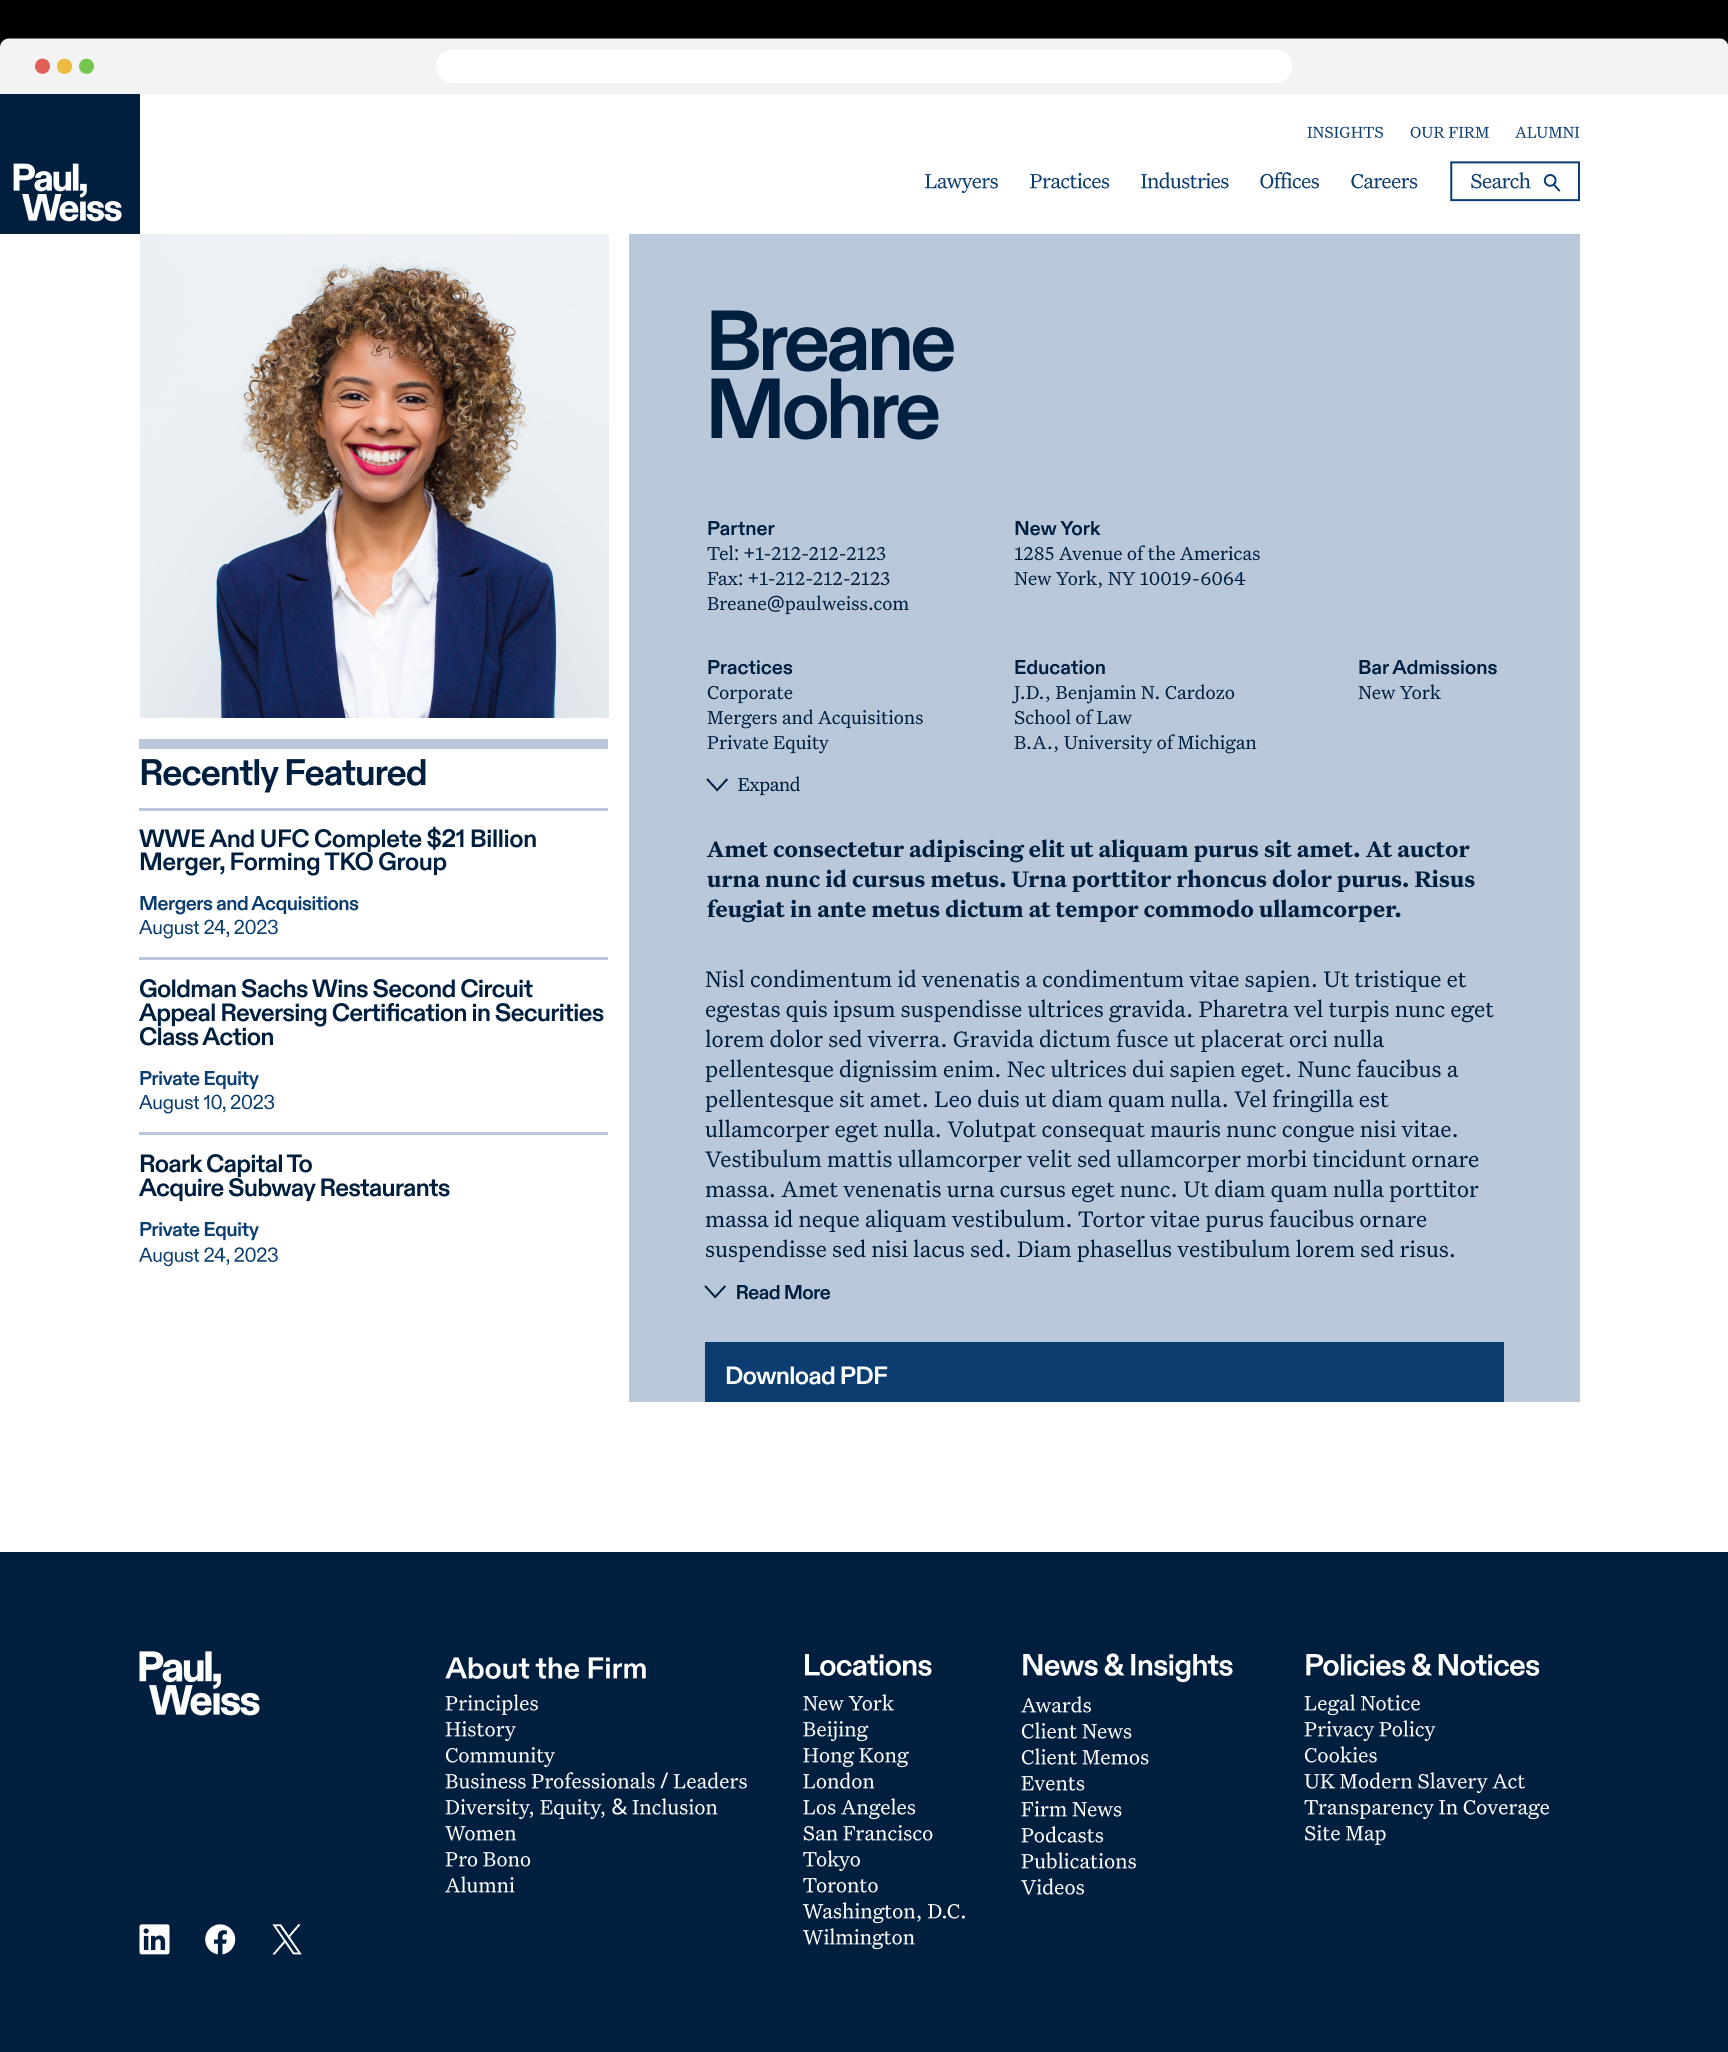 Paul,
Weiss
INSIGHTS OUR FIRM ALUMNI
Lawyers Practices Industries Offices Careers Search
Breane
Mohre
Partner
Tel: +1-212-212-2123
Fax: +1-212-212-2123
Breane@paulweiss.com
New York
1285 Avenue of the Americas
New York, NY 10019-6064
Practices
Corporate
Mergers and Acquisitions
Private Equity
Expand
Education
J.D., Benjamin N. Cardozo
School of Law
B.A., University of Michigan
Bar Admissions
New York
Amet consectetur adipiscing elit ut aliquam purus sit amet. At auctor
urna nunc id cursus metus. Urna porttitor rhoncus dolor purus. Risus
feugiat in ante metus dictum at tempor commodo ullamcorper.
Nisl condimentum id venenatis a condimentum vitae sapien. Ut tristique et
egestas quis ipsum suspendisse ultrices gravida. Pharetra vel turpis nunc eget
lorem dolor sed viverra. Gravida dictum fusce ut placerat orci nulla
pellentesque dignissim enim. Nec ultrices dui sapien eget. Nunc faucibus a
pellentesque sit amet. Leo duis ut diam quam nulla. Vel fringilla est
ullamcorper eget nulla. Volutpat consequat mauris nunc congue nisi vitae.
Vestibulum mattis ullamcorper velit sed ullamcorper morbi tincidunt ornare
massa. Amet venenatis urna cursus eget nunc. Ut diam quam nulla porttitor
massa id neque aliquam vestibulum. Tortor vitae purus faucibus ornare
suspendisse sed nisi lacus sed. Diam phasellus vestibulum lorem sed risus.
Read More
Download PDF
Recently Featured
WWE And UFC Complete $21 Billion
Merger, Forming TKO Group
Mergers and Acquisitions
August 24, 2023
Goldman Sachs Wins Second Circuit
Appeal Reversing Certification in Securities
Class Action
Private Equity
August 10, 2023
Roark Capital To
Acquire Subway Restaurants
Private Equity
August 24, 2023
Paul,
Weiss
About the Firm
Principles
History
Community
Business Professionals / Leaders
Diversity, Equity, & Inclusion
Women
Pro Bono
Alumni
Locations
New York
Beijing
Hong Kong
London
Los Angeles
San Francisco
Tokyo
Toronto
Washington, D.C.
Wilmington
News & Insights
Awards
Client News
Client Memos
Events
Firm News
Podcasts
Publications
Videos
Policies & Notices
Legal Notice
Privacy Policy
Cookies
UK Modern Slavery Act
Transparency In Coverage
Site Map
in